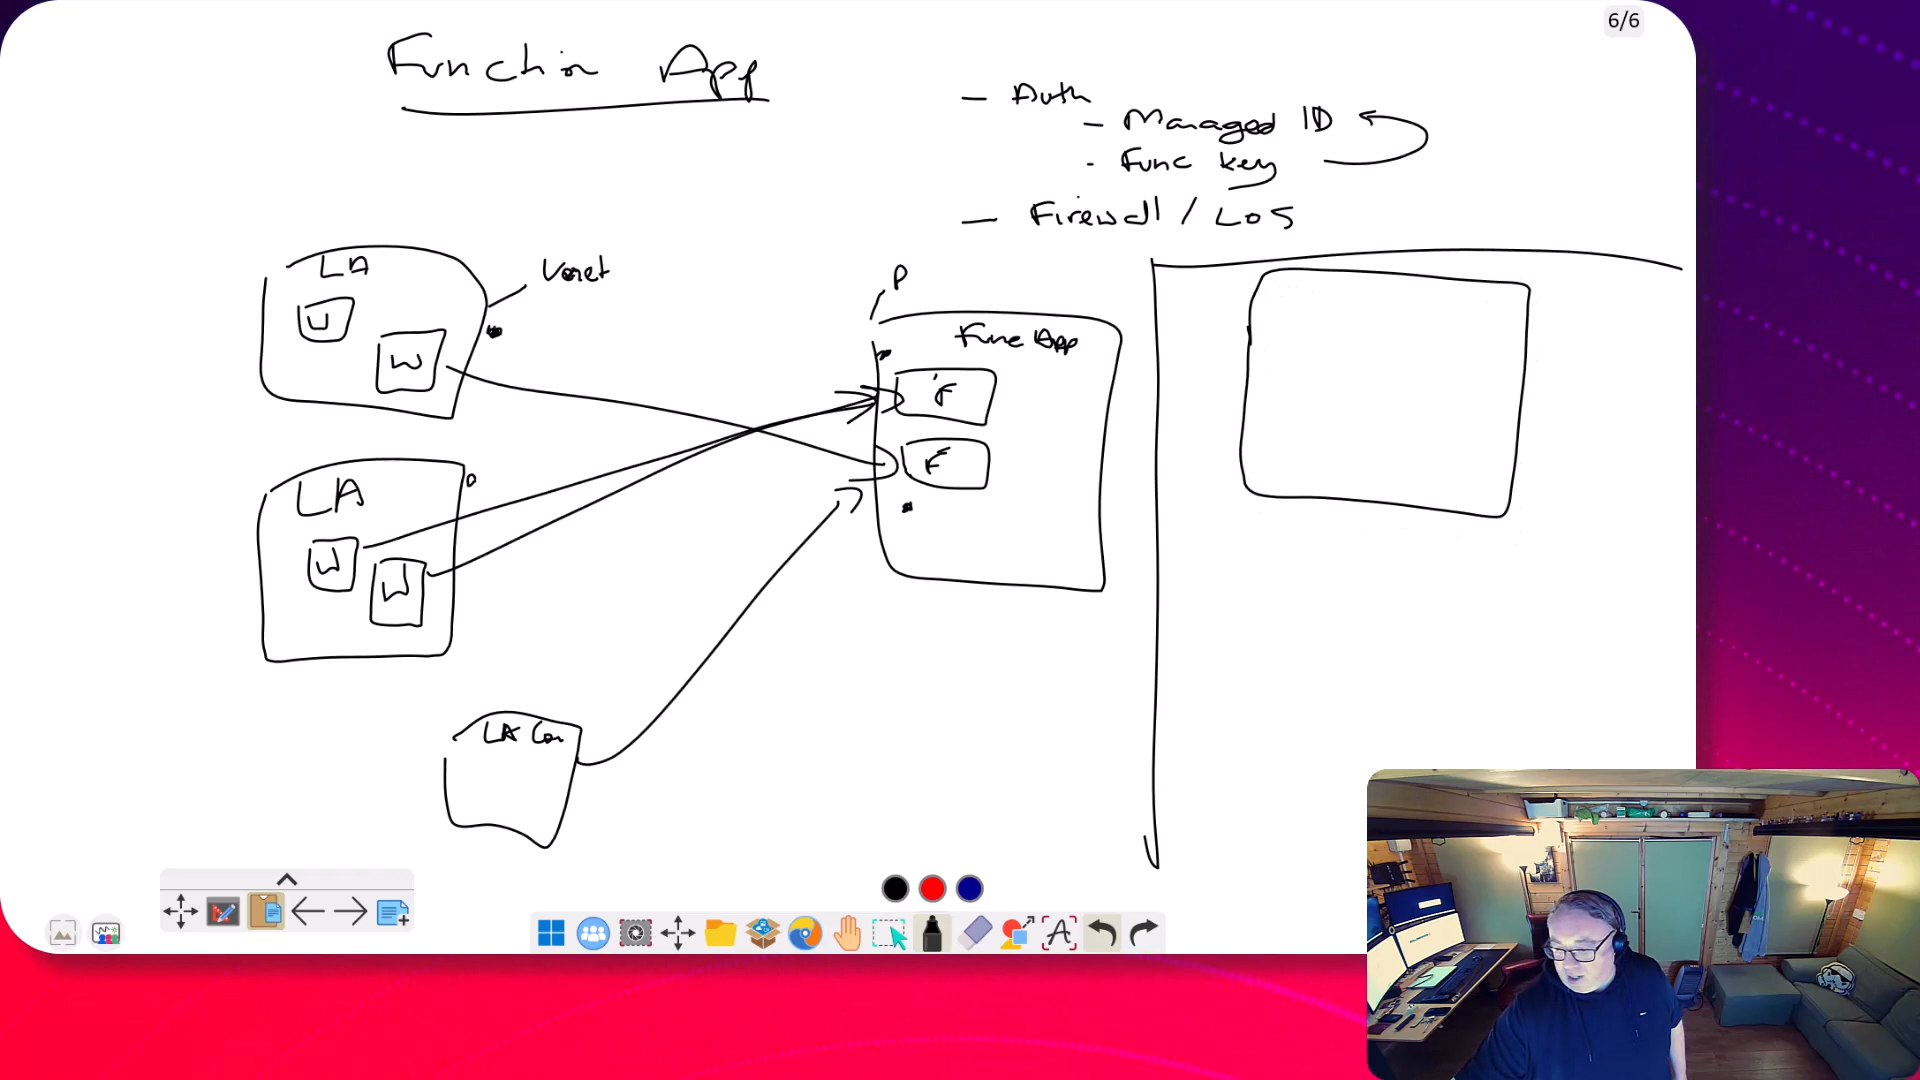 6/6
Function App
- Auth
- Managed ID
- Func key
- Firewall / LOS
LA
U
W
Vnet
P
Func App
F
F
LA
W
W
LA Con
A